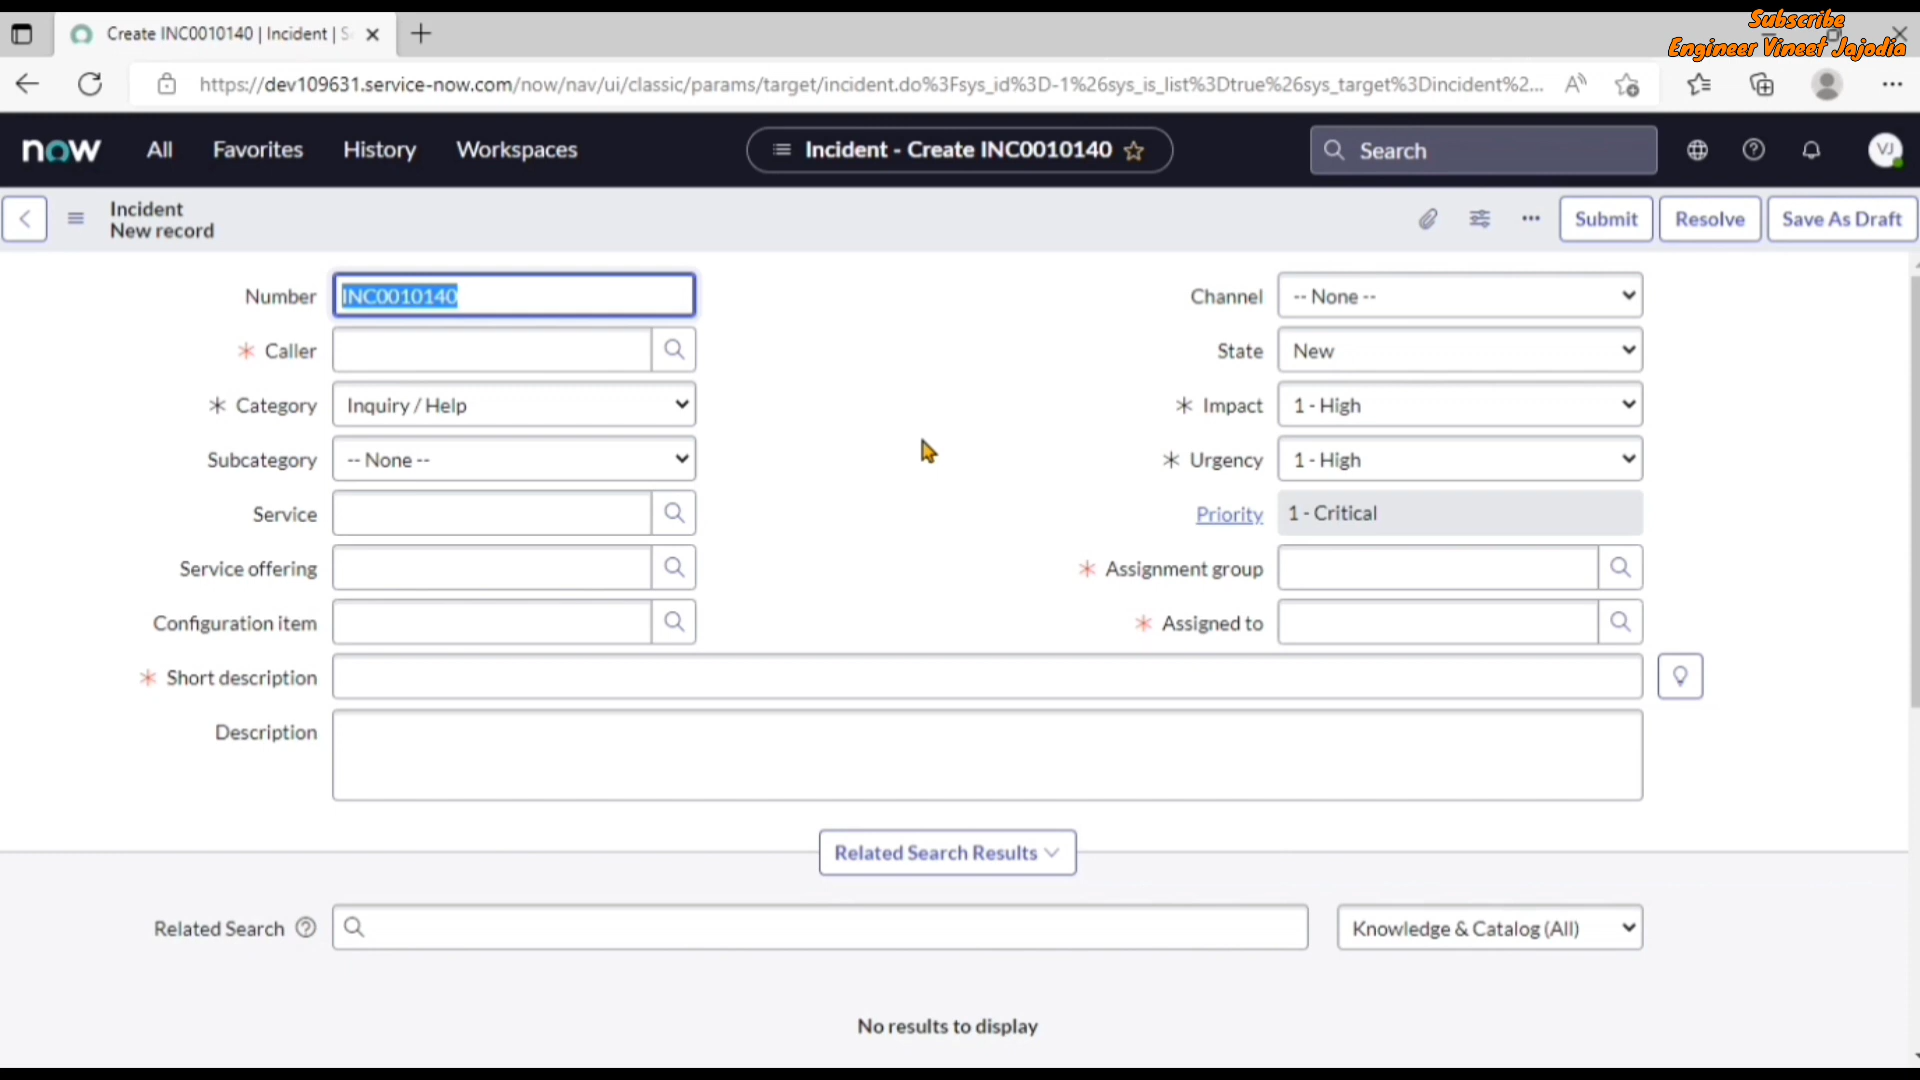 Subscribe
Engineer Vineet Jajodia
Create INC0010140 | Incident | S
https://dev109631.service-now.com/now/nav/ui/classic/params/target/incident.do%3Fsys_id%3D-1%26sys_is_list%3Dtrue%26sys_target%3Dincident%2...
now All Favorites History Workspaces Incident - Create INC0010140 Search VJ
Incident
New record
Submit Resolve Save As Draft
Number INC0010140 Channel -- None --
* Caller State New
* Category Inquiry / Help * Impact 1 - High
Subcategory -- None -- * Urgency 1 - High
Service Priority 1 - Critical
Service offering * Assignment group
Configuration item * Assigned to
* Short description
Description
Related Search Results
Related Search Knowledge & Catalog (All)
No results to display